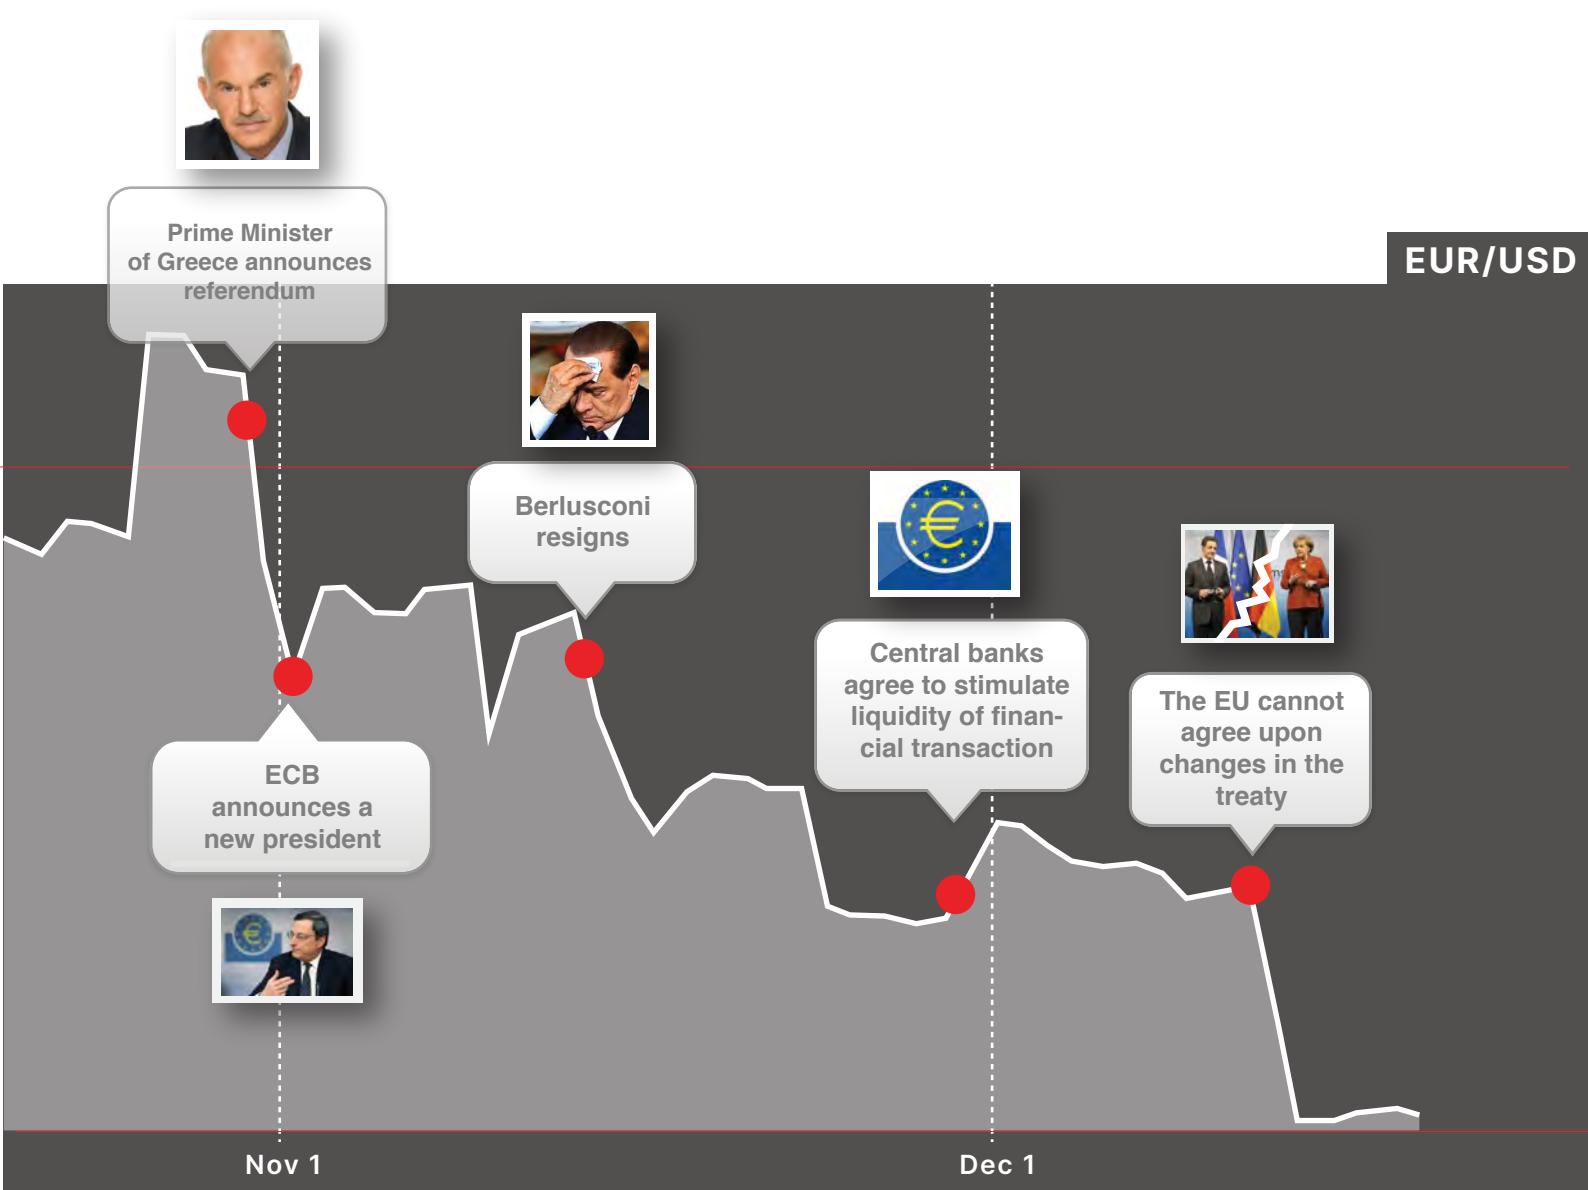 Prime Minister
of Greece announces
referendum
EUR/USD
Berlusconi
resigns
Central banks
agree to stimulate
liquidity of finan-
cial transaction
The EU cannot
agree upon
changes in the
treaty
ECB
announces a
new president
Nov 1
Dec 1